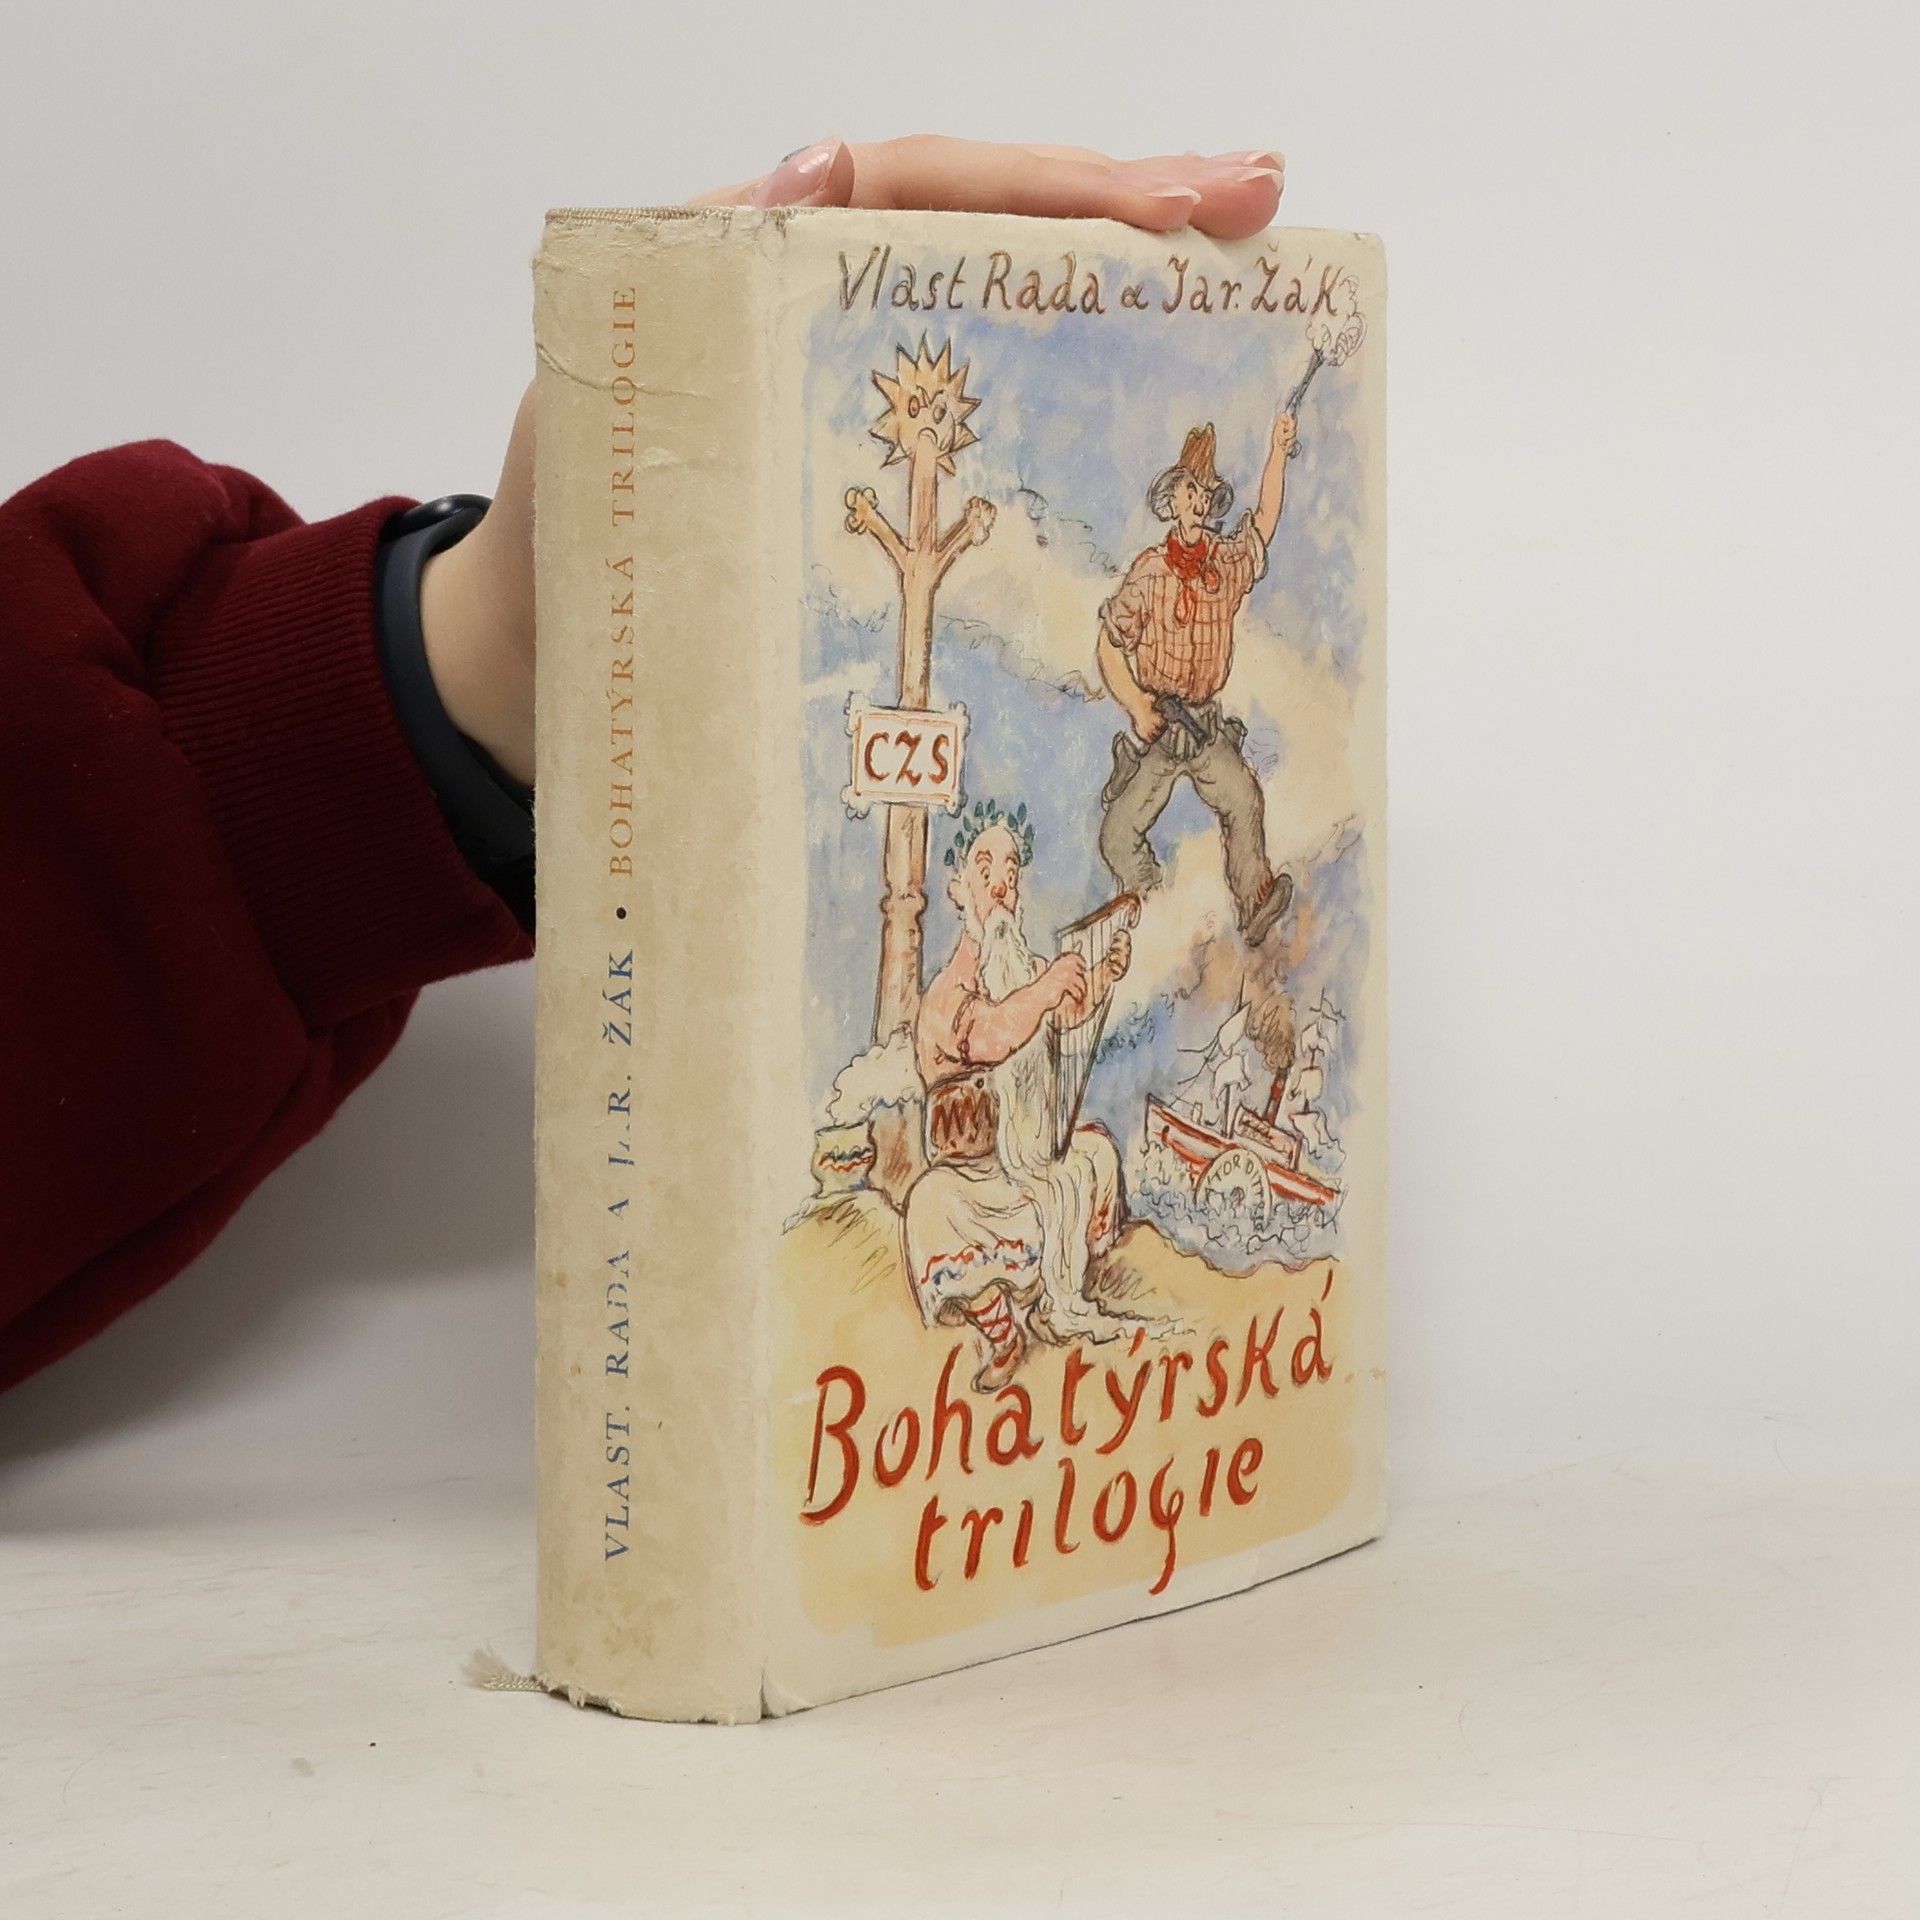 VLAST. RADA A J. R. ŽÁK • BOHATÝRSKÁ TRILOGIE
Vlast Rada a Jar. Žák
CZS
Bohatýrská
trilogie